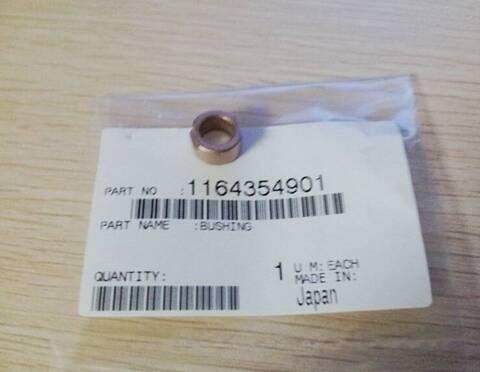 PART NO :1164354901
PART NAME :BUSHING
QUANTITY: 1 U M: EACH
MADE IN:
Japan